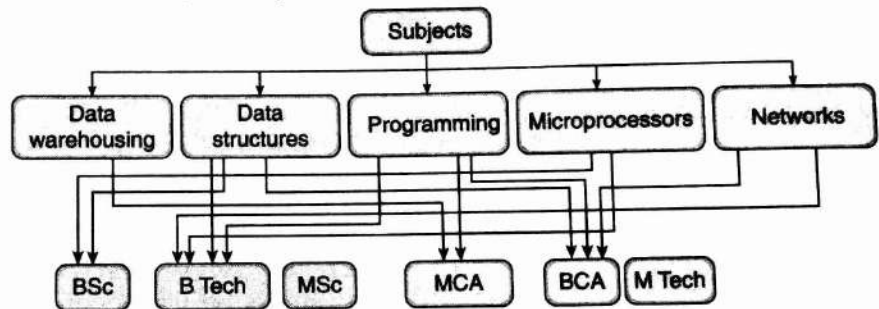 Subjects
Data
warehousing
Data
structures
Programming
Microprocessors
Networks
BSc
B Tech
MSc
MCA
BCA
M Tech